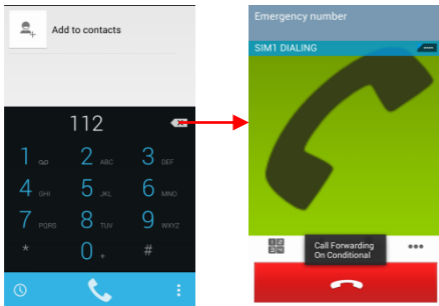 Add to contacts
112
1
2 ABC
3 DEF
4 GHI
5 JKL
6 MNO
7 PQRS
8 TUV
9 WXYZ
*
0 +
#
Emergency number
SIM1 DIALING
Call Forwarding
On Conditional